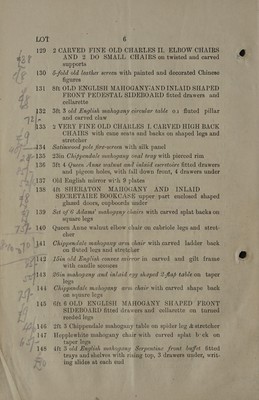 LOT 6
129 2 CARVED FINE OLD CHARLES II. ELBOW CHAIRS
AND 2 DO SMALL CHAIRS on twisted and carved
supports
130 3-fold old leather screen with painted and decorated Chinese
figures
131 8ft OLD ENGLISH MAHOGANY AND INLAID SHAPED
FRONT PEDESTAL SIDEBOARD fitted drawers and
cellarette
132 3ft 3 old English mahogany circular table on fluted pillar
and carved claw
133 2 VERY FINE OLD CHARLES I. CARVED HIGH BACK
CHAIRS with cane seats and backs on shaped legs and
stretcher
134 Satinwood pole fire-screen with silk panel
135 23in Chippendale mahogany oval tray with pierced rim
136 3ft 4 Queen Anne walnut and inlaid secretaire fitted drawers
and pigeon holes, with fall down front, 4 drawers under
137 Old English mirror with plates
138 4ft SHERATON MAHOGANY AND INLAID
SECRETAIRE BOOKCASE upper part enclosed shaped
glazed doors, cupboards under
139 Set of 6 Adams' mahogany chairs with carved splat backs on
square legs
140 Queen Anne walnut elbow chair on cabriole legs and stret-
cher
141 Chippendale mahogany arm chair with carved ladder back
on fluted legs and stretcher
142 15in old English convex mirror in carved and gilt frame
with candle sconces
143 36in mahogany and inlaid egg shaped 2 flap table on taper
legs
144 Chippendale mahogany arm chair with carved shape back
on square legs
145 6ft 6 OLD ENGLISH MAHOGANY SHAPED FRONT
SIDEBOARD fitted drawers and cellarette on turned
reeded legs
146 2ft 3 Chippendale mahogany table on spider leg & stretcher
147 Hepplewhite mahogany chair with carved splat back on
taper legs
148 4ft 3 old English mahogany Serpentine front buffet fitted
trays and shelves with rising top, 3 drawers under, writ-
ing slides at each end